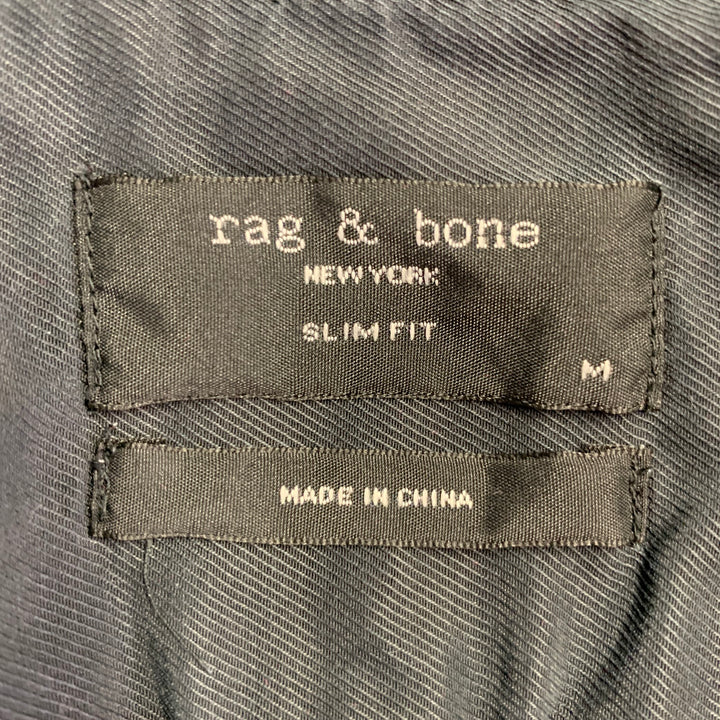 rag & bone
NEW YORK
SLIM FIT
M
MADE IN CHINA